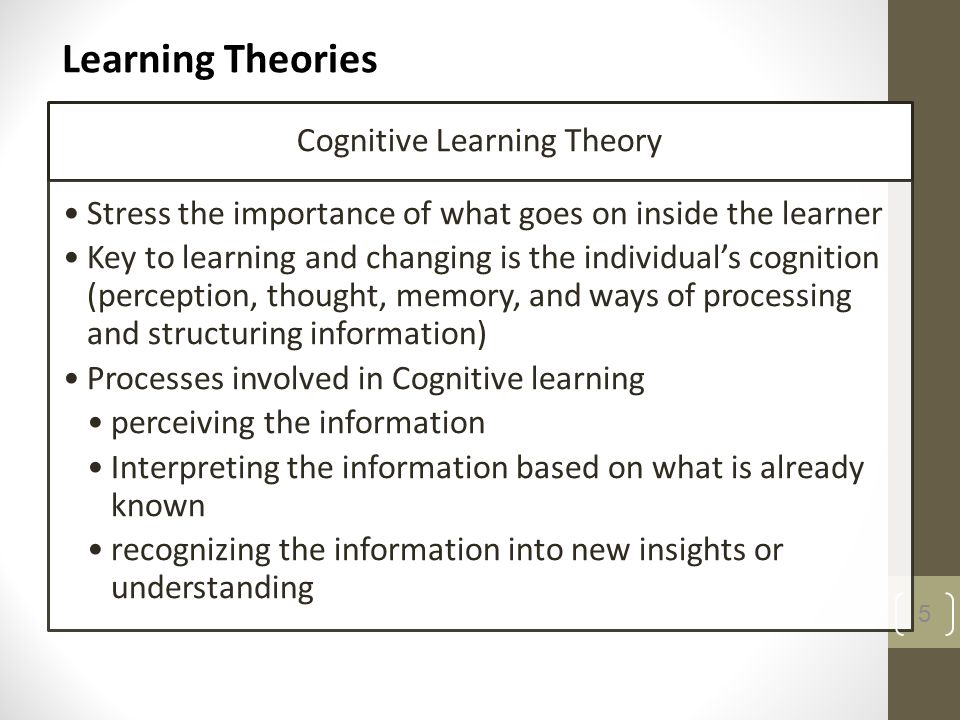 Learning Theories
Cognitive Learning Theory
•Stress the importance of what goes on inside the learner
•Key to learning and changing is the individual’s cognition
(perception, thought, memory, and ways of processing
and structuring information)
•Processes involved in Cognitive learning
•perceiving the information
•Interpreting the information based on what is already
known
•recognizing the information into new insights or
understanding
5